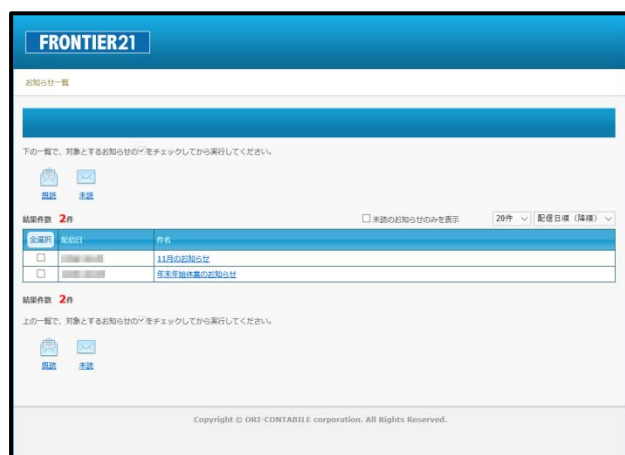 FRONTIER21
お知らせ一覧
下の一覧で、対象とするお知らせの✓をチェックしてから実行してください。
既読 未読
結果件数 2件 未読のお知らせのみを表示 20件 配信日順（降順）
全選択 配信日 件名
11月のお知らせ
年末年始休業のお知らせ
結果件数 2件
上の一覧で、対象とするお知らせの✓をチェックしてから実行してください。
既読 未読
Copyright © ORI-CONTABILE corporation. All Rights Reserved.